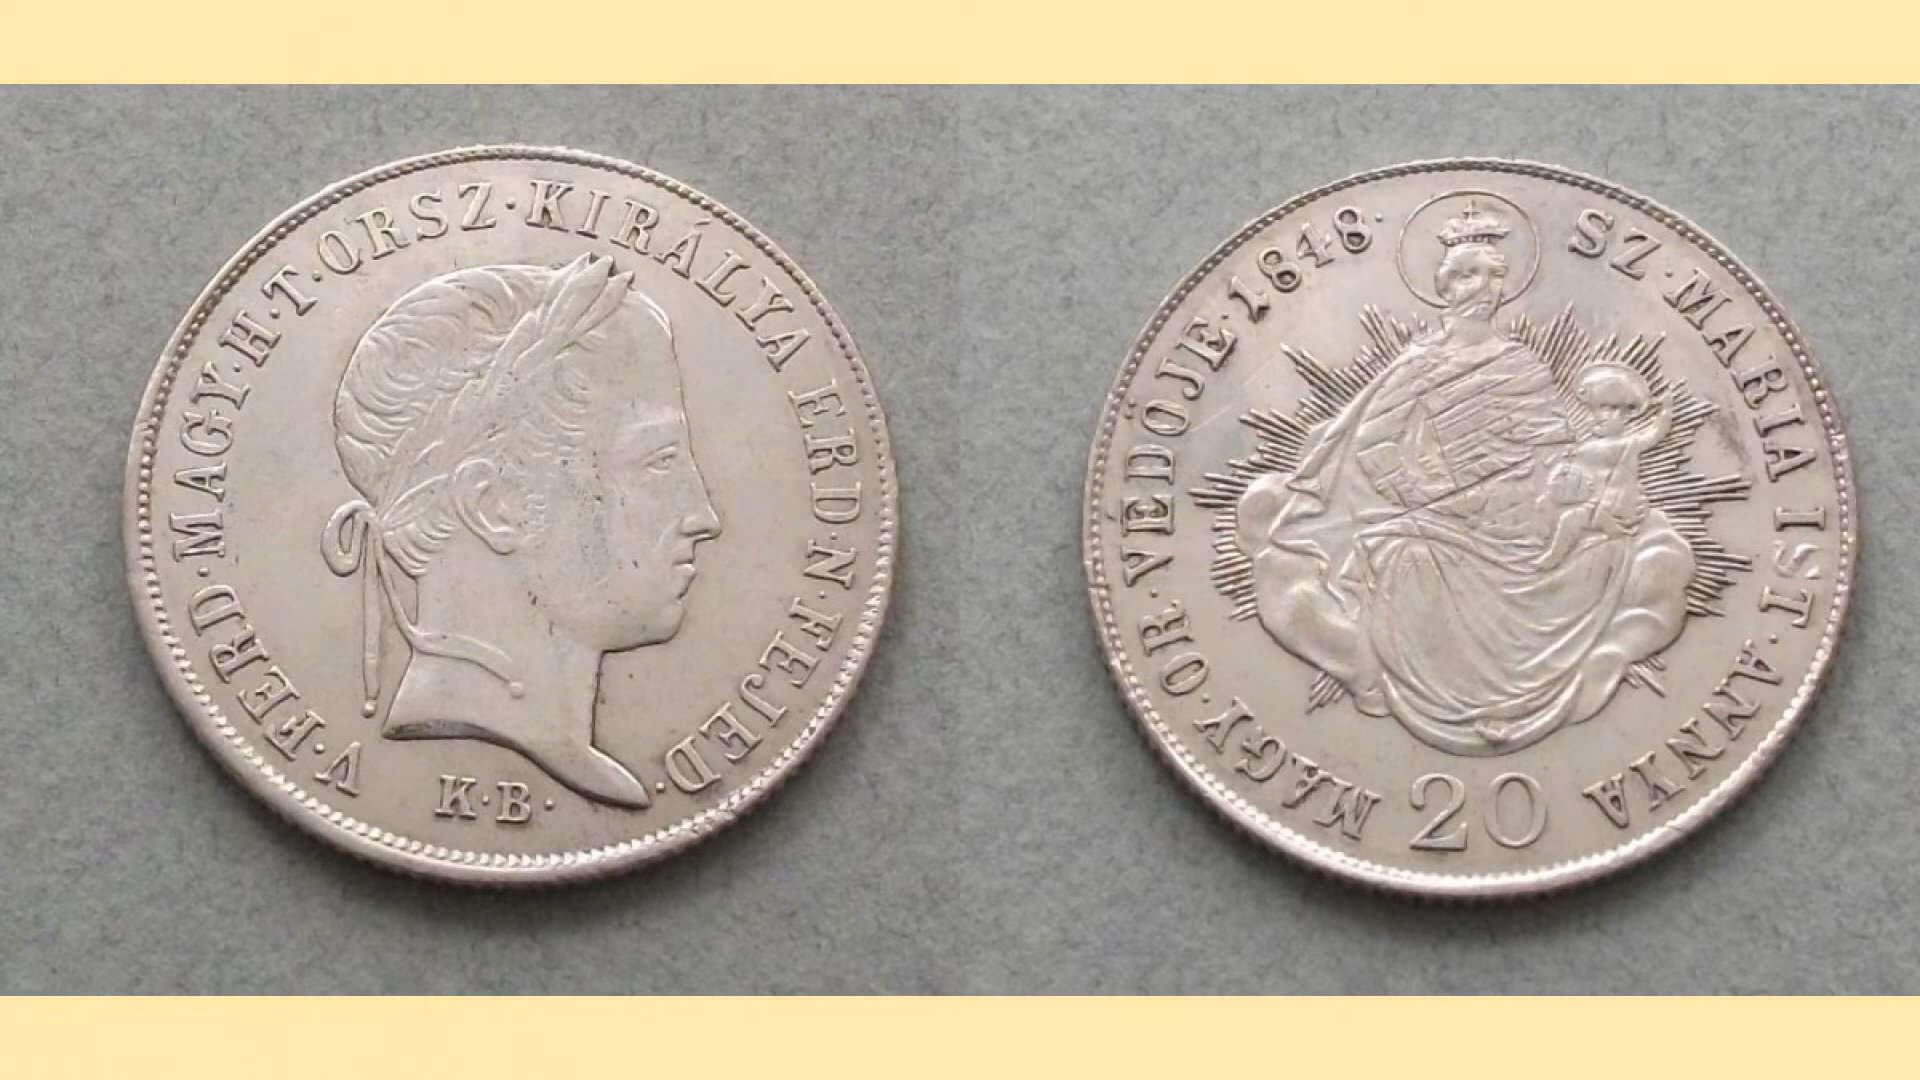 V·FERD·MAGY·H·T·ORSZ·KIRÁLYA ERD·N·FEJED·
K·B·
SZ·MARIA IST·ANNYA
MAGY·OR·VÉDÖJE·1848·
20